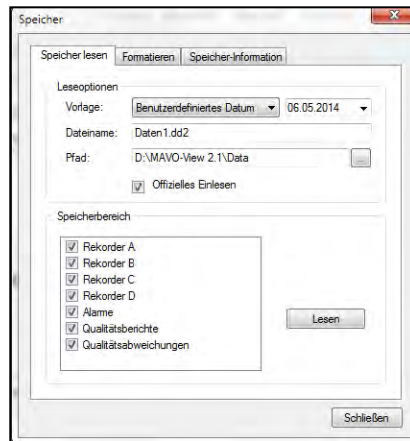 Speicher
Speicher lesen Formatieren Speicher-Information
Leseoptionen
Vorlage: Benutzerdefiniertes Datum 06.05.2014
Dateiname: Daten1.dd2
Pfad: D:\MAVO-View 2.1\Data ...
Offizielles Einlesen
Speicherbereich
Rekorder A
Rekorder B
Rekorder C
Rekorder D
Alarme
Qualitätsberichte
Qualitätsabweichungen
Lesen
Schließen